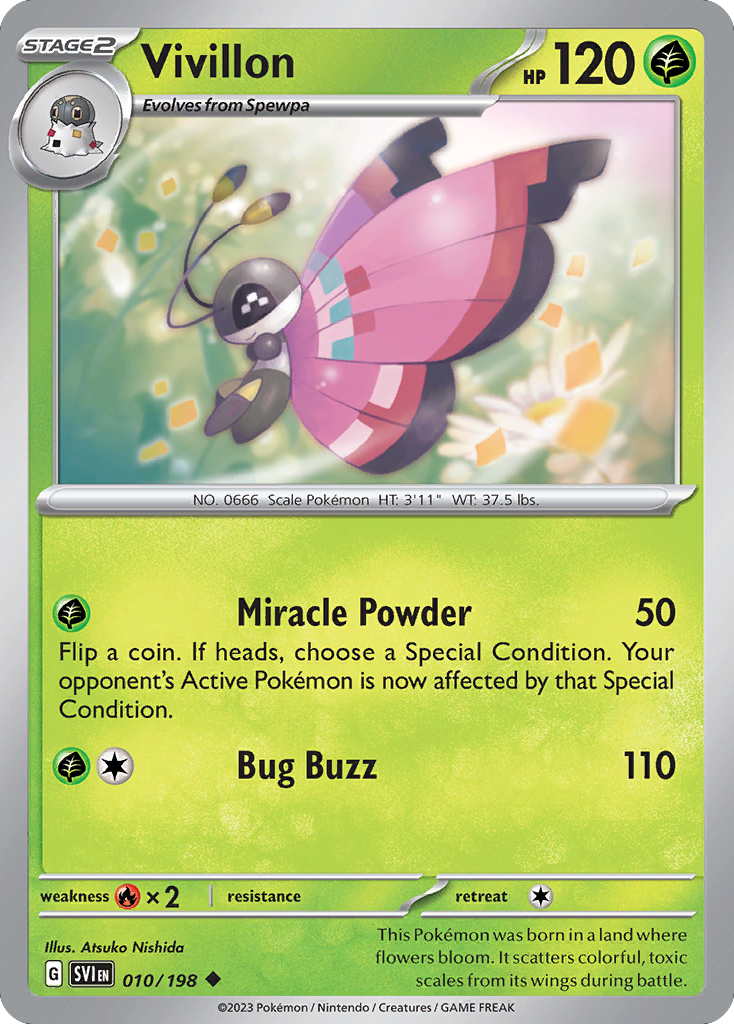 STAGE2
Vivillon
HP 120
Evolves from Spewpa
NO. 0666 Scale Pokémon HT: 3'11" WT: 37.5 lbs.
Miracle Powder 50
Flip a coin. If heads, choose a Special Condition. Your
opponent's Active Pokémon is now affected by that Special
Condition.
Bug Buzz 110
weakness ×2 resistance retreat
Illus. Atsuko Nishida
This Pokémon was born in a land where
flowers bloom. It scatters colorful, toxic
scales from its wings during battle.
G SVI EN 010/198
©2023 Pokémon / Nintendo / Creatures / GAME FREAK